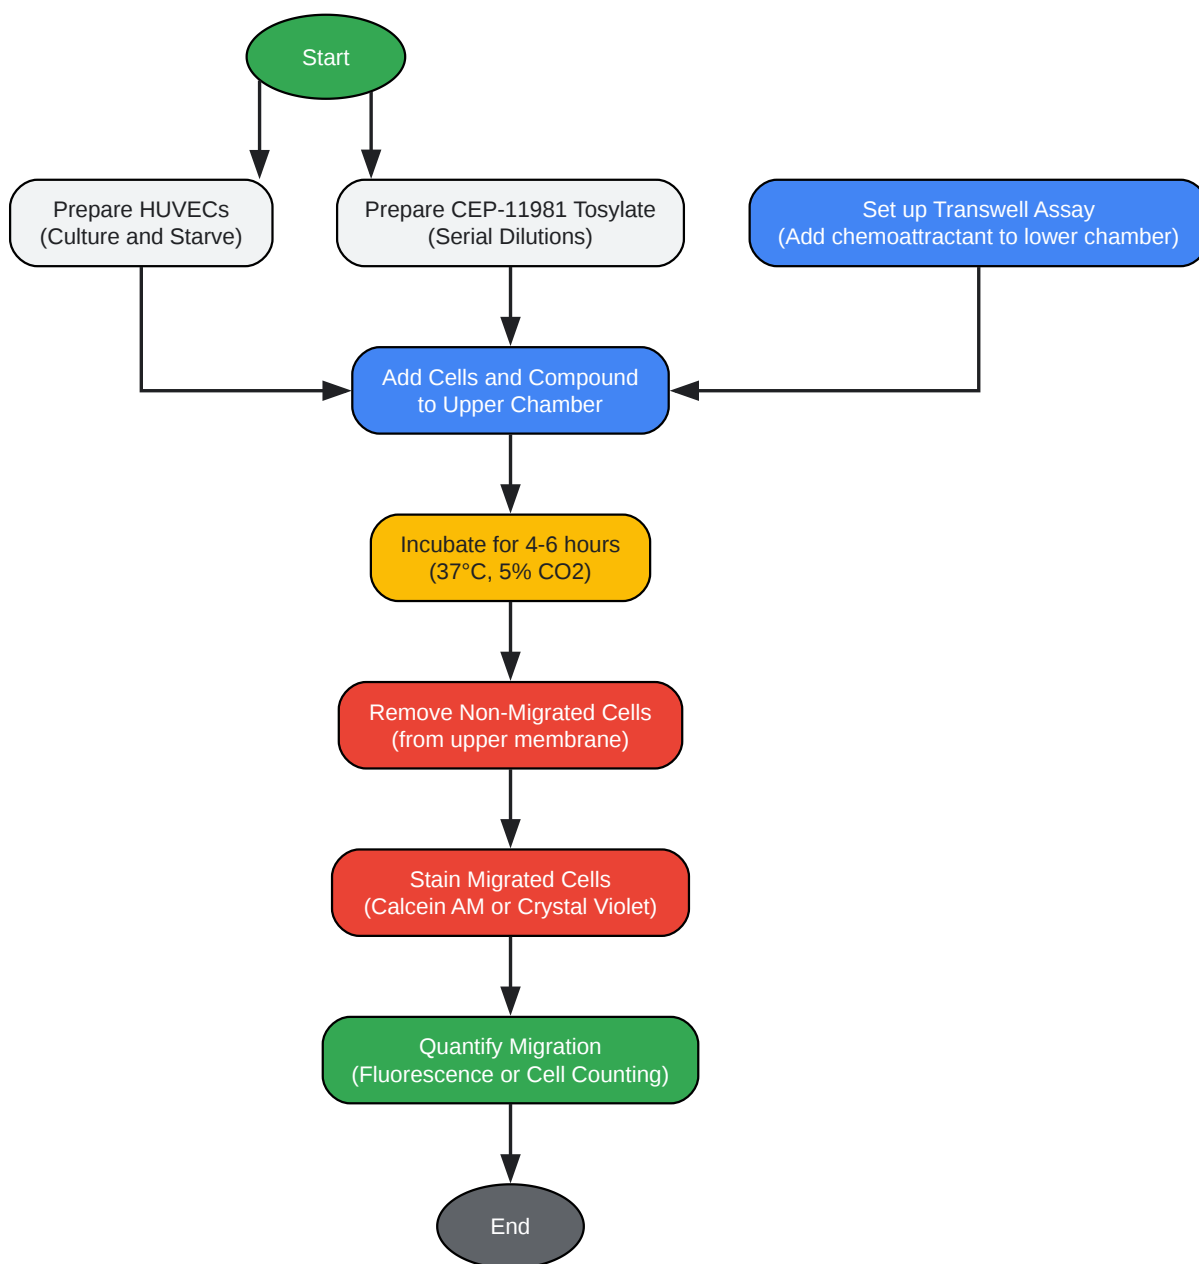 Start
Prepare HUVECs
(Culture and Starve)
Prepare CEP-11981 Tosylate
(Serial Dilutions)
Set up Transwell Assay
(Add chemoattractant to lower chamber)
Add Cells and Compound
to Upper Chamber
Incubate for 4-6 hours
(37°C, 5% CO2)
Remove Non-Migrated Cells
(from upper membrane)
Stain Migrated Cells
(Calcein AM or Crystal Violet)
Quantify Migration
(Fluorescence or Cell Counting)
End